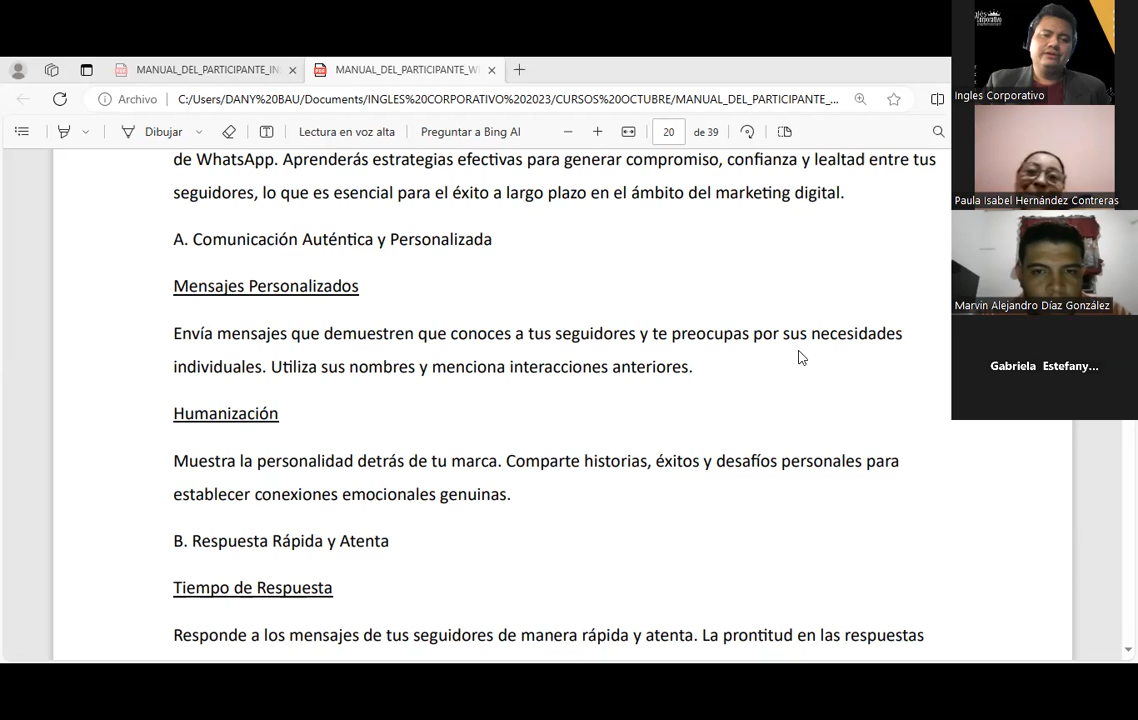 MANUAL_DEL_PARTICIPANTE_IN
MANUAL_DEL_PARTICIPANTE_W
Archivo
C:/Users/DANY%20BAU/Documents/INGLES%20CORPORATIVO%202023/CURSOS%20OCTUBRE/MANUAL_DEL_PARTICIPANTE_...
Dibujar
Lectura en voz alta
Preguntar a Bing AI
20 de 39
de WhatsApp. Aprenderás estrategias efectivas para generar compromiso, confianza y lealtad entre tus
seguidores, lo que es esencial para el éxito a largo plazo en el ámbito del marketing digital.
A. Comunicación Auténtica y Personalizada
Mensajes Personalizados
Envía mensajes que demuestren que conoces a tus seguidores y te preocupas por sus necesidades
individuales. Utiliza sus nombres y menciona interacciones anteriores.
Humanización
Muestra la personalidad detrás de tu marca. Comparte historias, éxitos y desafíos personales para
establecer conexiones emocionales genuinas.
B. Respuesta Rápida y Atenta
Tiempo de Respuesta
Responde a los mensajes de tus seguidores de manera rápida y atenta. La prontitud en las respuestas
Ingles Corporativo
Paula Isabel Hernández Contreras
Marvin Alejandro Díaz González
Gabriela Estefany...